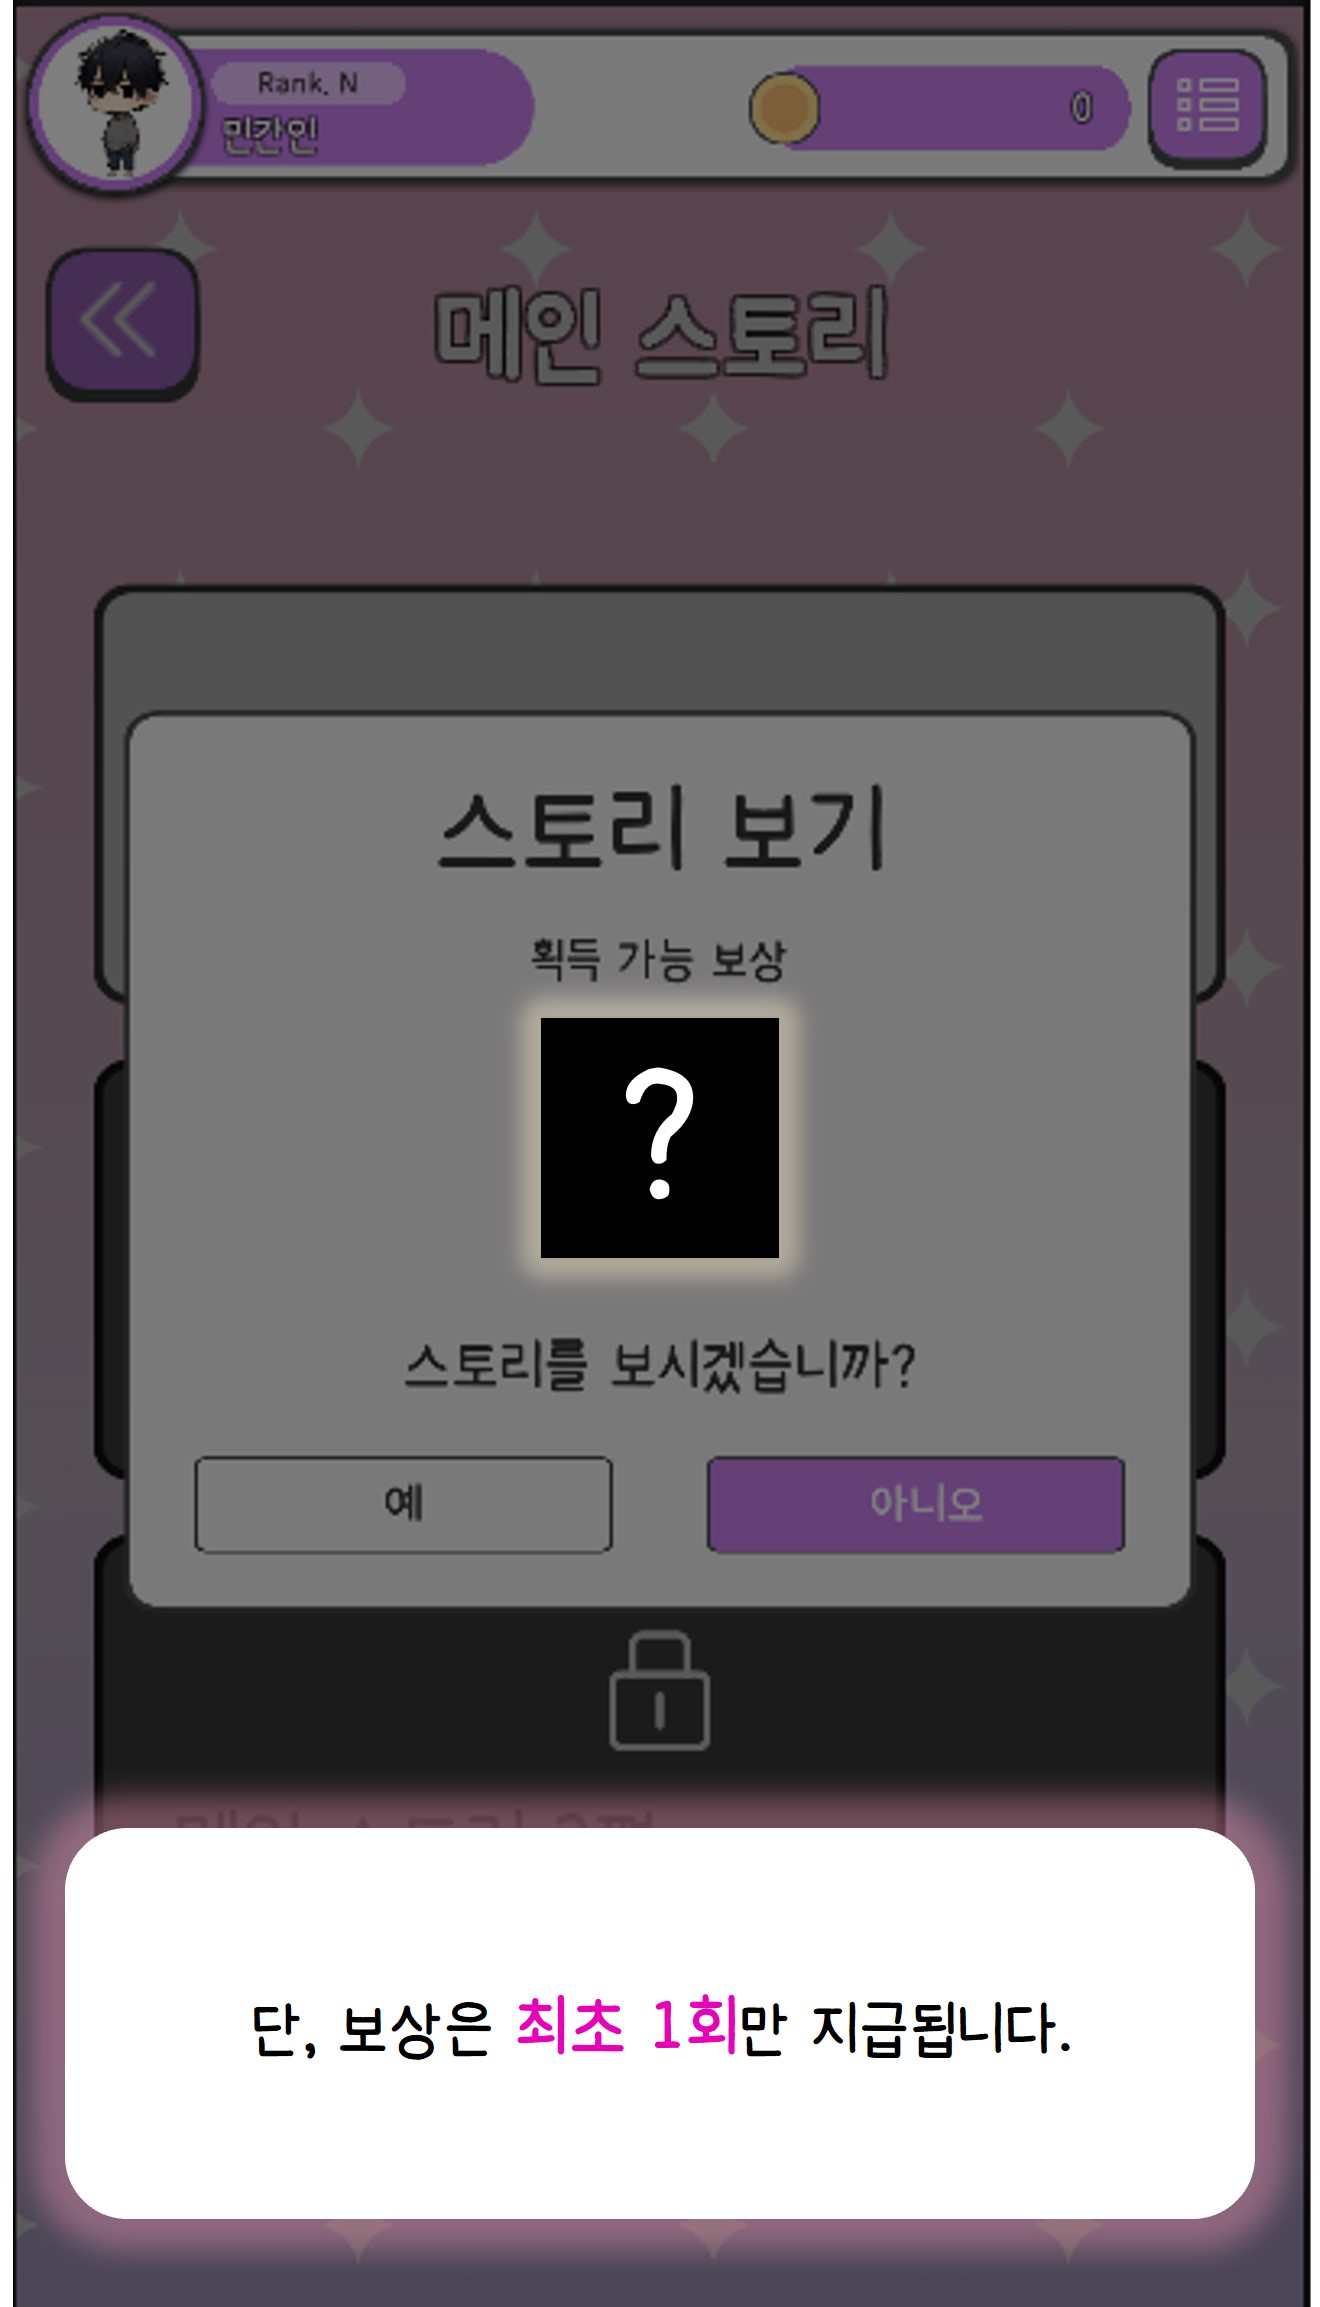 Rank. N
민간인
0
메인 스토리
스토리 보기
획득 가능 보상
?
스토리를 보시겠습니까?
예
아니오
단, 보상은 최초 1회만 지급됩니다.